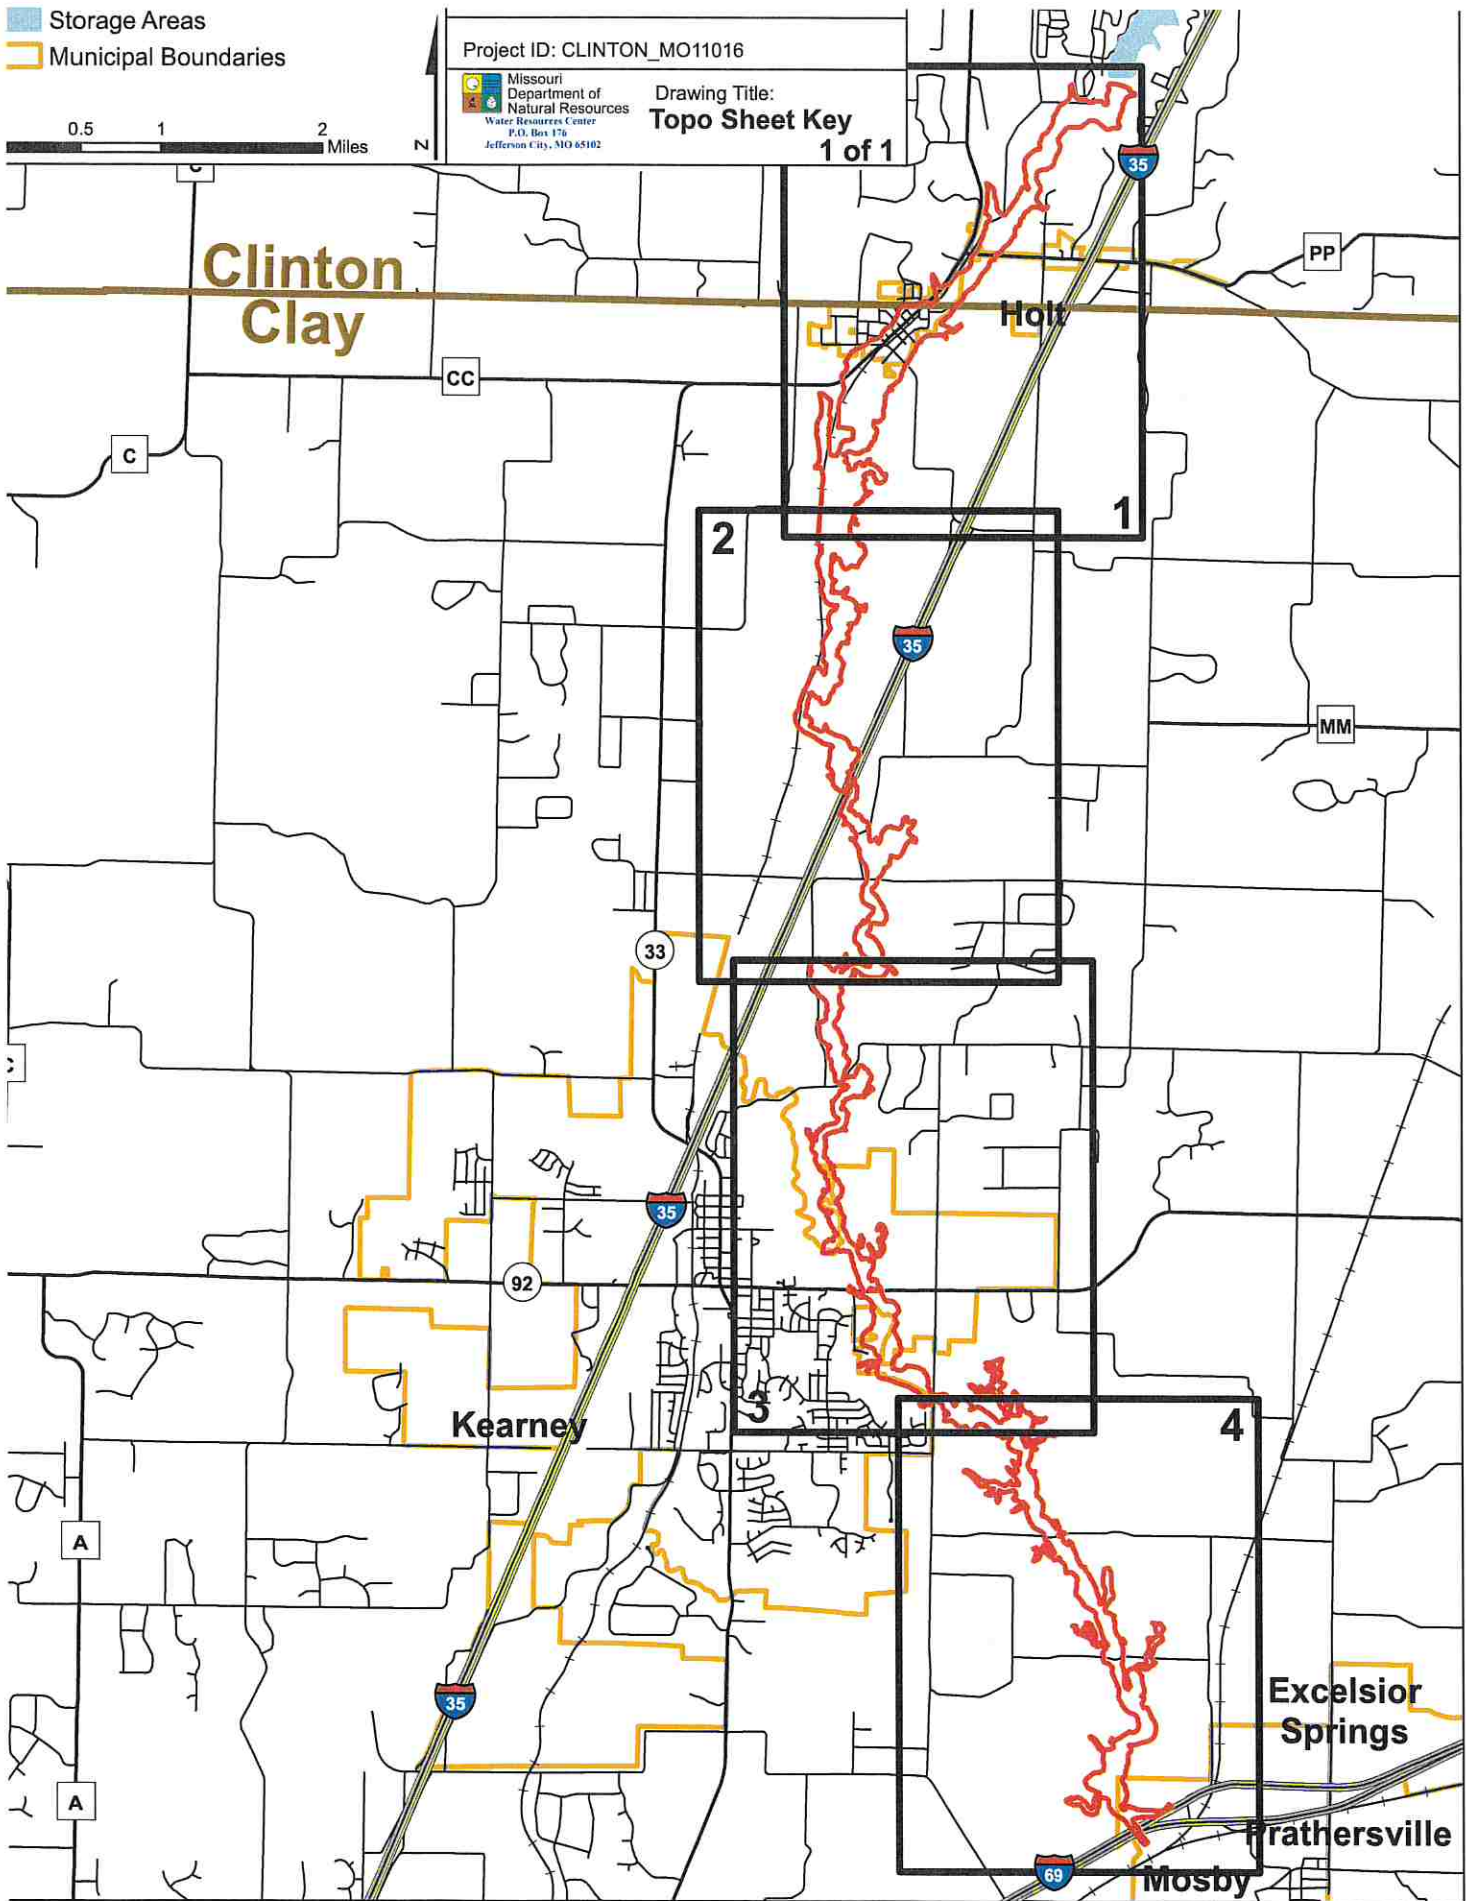 Storage Areas
Municipal Boundaries
0.5 1 2
Miles
N
Project ID: CLINTON_MO11016
Missouri
Department of
Natural Resources
Water Resources Center
P.O. Box 176
Jefferson City, MO 65102
Drawing Title:
Topo Sheet Key
1 of 1
35
PP
Clinton
Clay
Holt
CC
C
1
2
35
MM
33
C
35
92
3
Kearney
4
A
35
Excelsior
Springs
A
Prathersville
69
Mosby